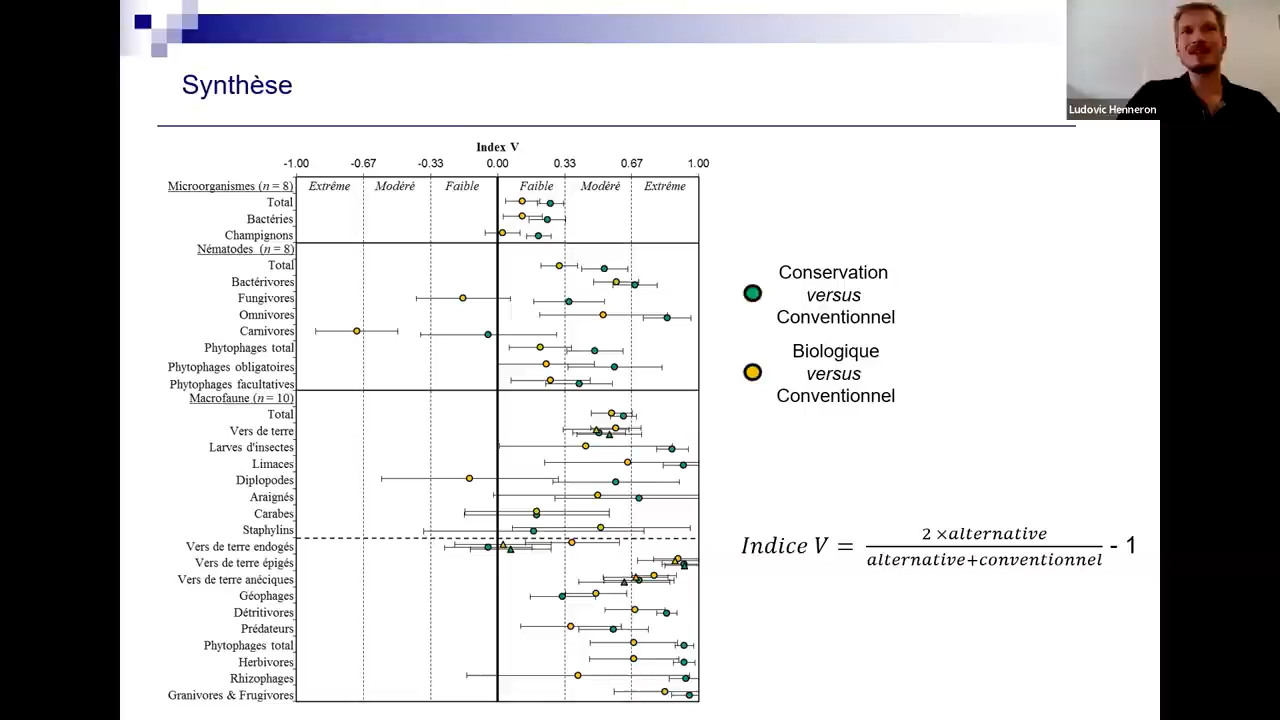 Ludovic Henneron
Synthèse
Index V
-1.00 -0.67 -0.33 0.00 0.33 0.67 1.00
Microorganismes (n = 8) Extrême Modéré Faible Faible Modéré Extrême
Total
Bactéries
Champignons
Nématodes (n = 8)
Total
Bactérivores
Fungivores
Omnivores
Carnivores
Phytophages total
Phytophages obligatoires
Phytophages facultatives
Macrofaune (n = 10)
Total
Vers de terre
Larves d'insectes
Limaces
Diplopodes
Araignés
Carabes
Staphylins
Vers de terre endogés
Vers de terre épigés
Vers de terre anéciques
Géophages
Détritivores
Prédateurs
Phytophages total
Herbivores
Rhizophages
Granivores & Frugivores
Conservation
versus
Conventionnel
Biologique
versus
Conventionnel
Indice V = 2 ×alternative / alternative+conventionnel - 1